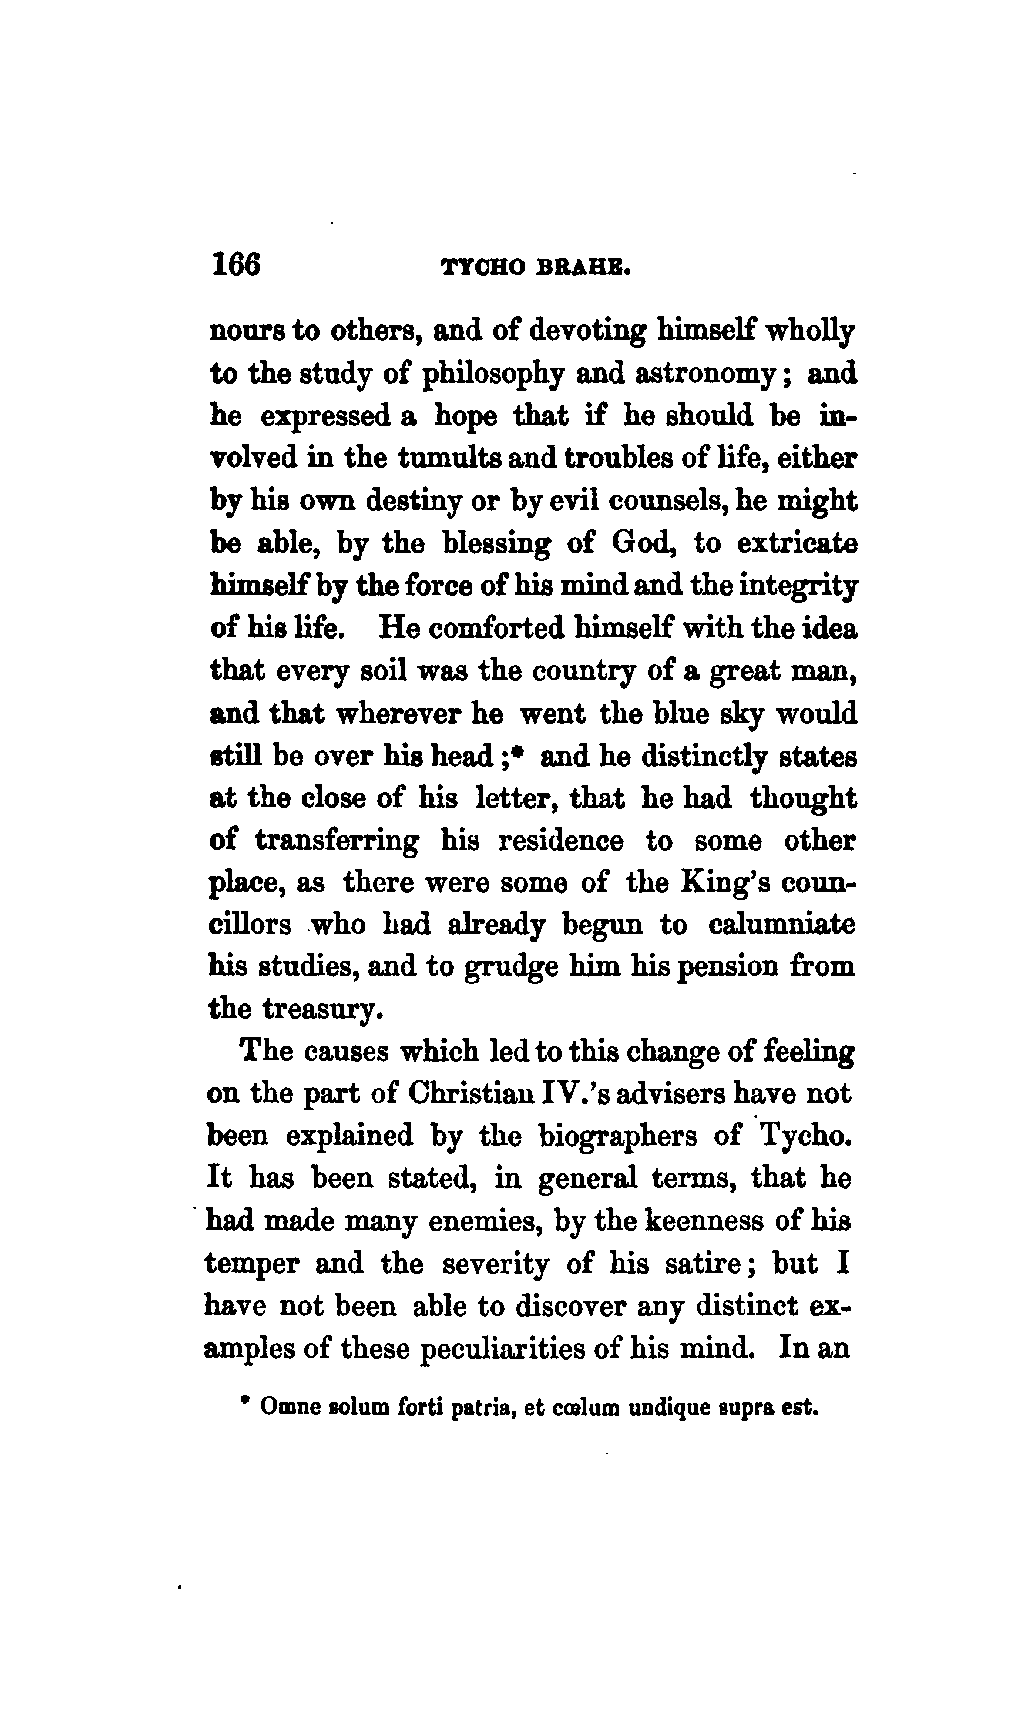 166 TYCHO BRAHE.
nours to others, and of devoting himself wholly
to the study of philosophy and astronomy; and
he expressed a hope that if he should be in-
volved in the tumults and troubles of life, either
by his own destiny or by evil counsels, he might
be able, by the blessing of God, to extricate
himself by the force of his mind and the integrity
of his life. He comforted himself with the idea
that every soil was the country of a great man,
and that wherever he went the blue sky would
still be over his head ;* and he distinctly states
at the close of his letter, that he had thought
of transferring his residence to some other
place, as there were some of the King's coun-
cillors who had already begun to calumniate
his studies, and to grudge him his pension from
the treasury.
The causes which led to this change of feeling
on the part of Christian IV.'s advisers have not
been explained by the biographers of Tycho.
It has been stated, in general terms, that he
had made many enemies, by the keenness of his
temper and the severity of his satire; but I
have not been able to discover any distinct ex-
amples of these peculiarities of his mind. In an
* Omne solum forti patria, et cœlum undique supra est.